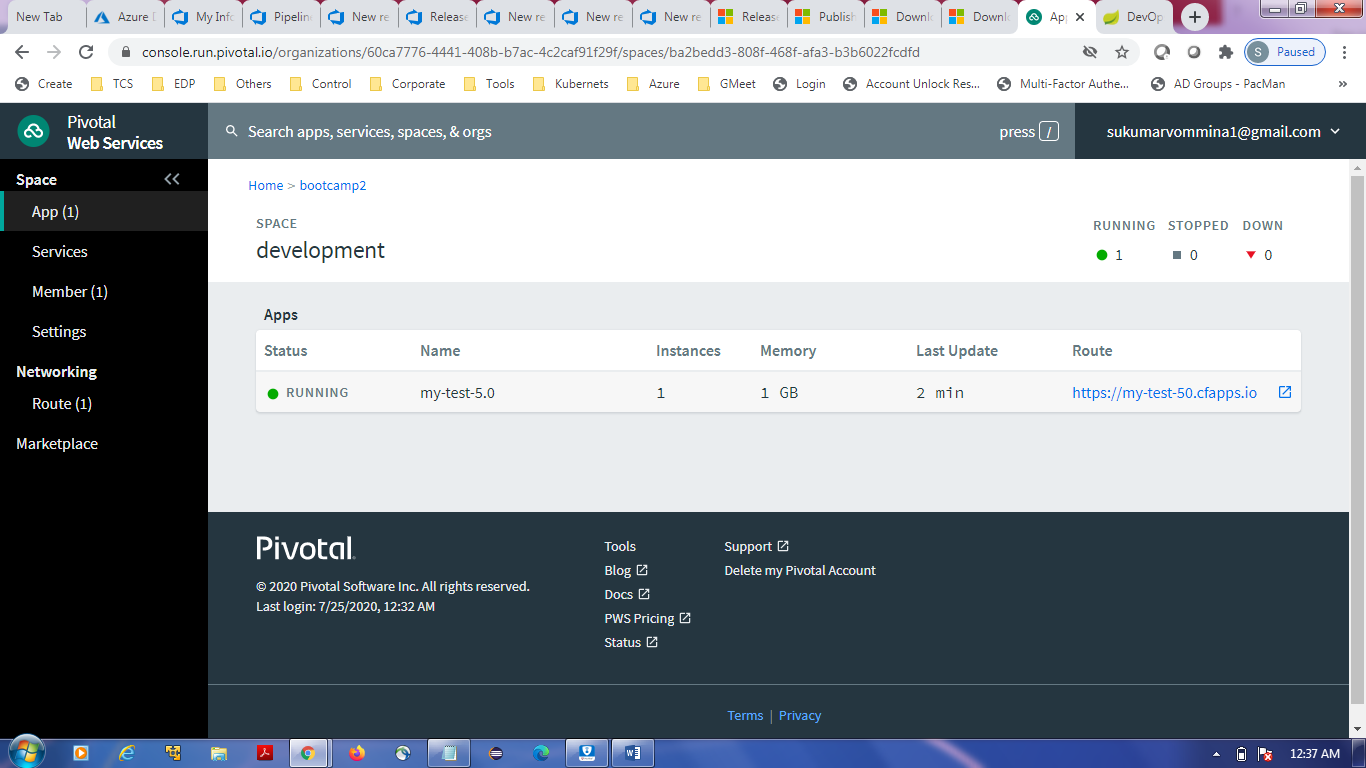 New Tab
Azure D
My Info
Pipelin
New re
Release
New re
New re
New re
Release
Publish
Downlo
Downlo
Ap
DevOp
console.run.pivotal.io/organizations/60ca7776-4441-408b-b7ac-4c2caf91f29f/spaces/ba2bedd3-808f-468f-afa3-b3b6022fcdfd
S Paused
Create TCS EDP Others Control Corporate Tools Kubernetes Azure GMeet Login Account Unlock Res... Multi-Factor Authe... AD Groups - PacMan »
Pivotal
Web Services
Search apps, services, spaces, & orgs
press /
sukumarvommina1@gmail.com
Space
App (1)
Services
Member (1)
Settings
Networking
Route (1)
Marketplace
Home > bootcamp2
SPACE
development
RUNNING STOPPED DOWN
1 0 0
Apps
Status Name Instances Memory Last Update Route
RUNNING my-test-5.0 1 1 GB 2 min https://my-test-50.cfapps.io
Pivotal
© 2020 Pivotal Software Inc. All rights reserved.
Last login: 7/25/2020, 12:32 AM
Tools
Blog
Docs
PWS Pricing
Status
Support
Delete my Pivotal Account
Terms | Privacy
12:37 AM